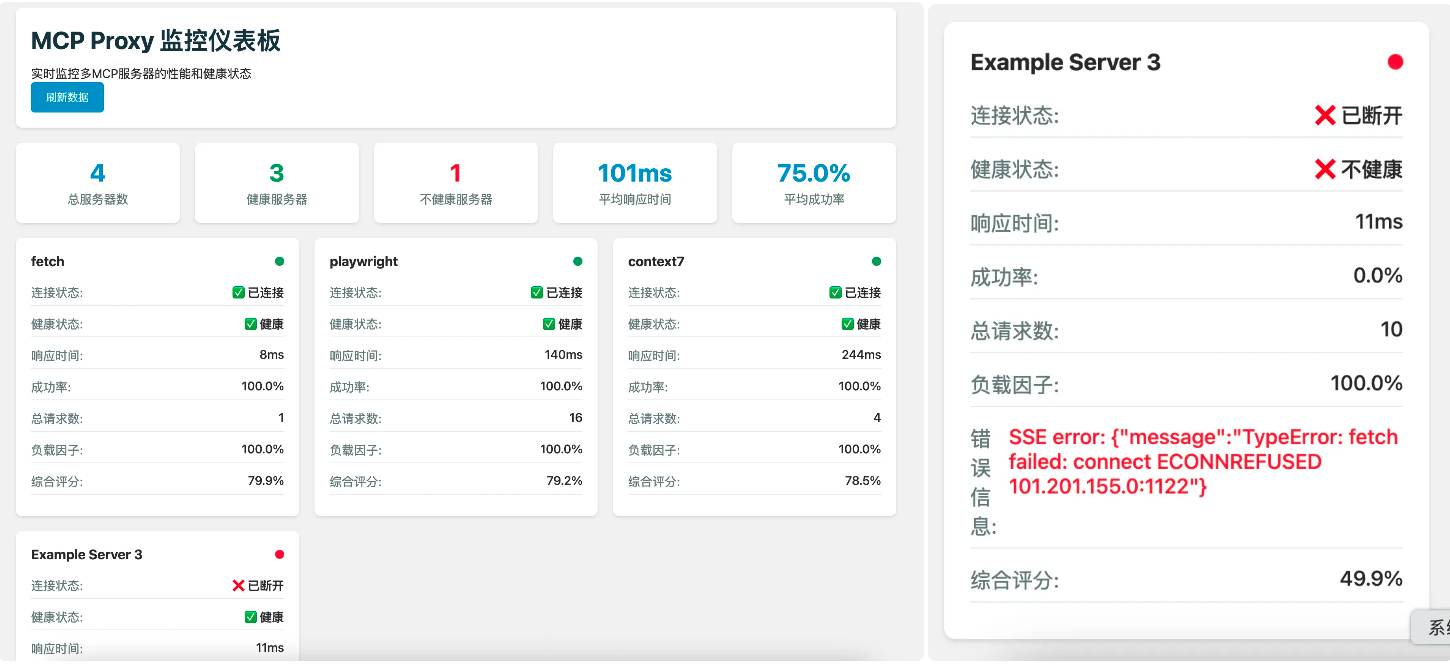 MCP Proxy 监控仪表板
实时监控多MCP服务器的性能和健康状态
刷新数据
4
总服务器数
3
健康服务器
1
不健康服务器
101ms
平均响应时间
75.0%
平均成功率
fetch
连接状态: ✅ 已连接
健康状态: ✅ 健康
响应时间: 8ms
成功率: 100.0%
总请求数: 1
负载因子: 100.0%
综合评分: 79.9%
playwright
连接状态: ✅ 已连接
健康状态: ✅ 健康
响应时间: 140ms
成功率: 100.0%
总请求数: 16
负载因子: 100.0%
综合评分: 79.2%
context7
连接状态: ✅ 已连接
健康状态: ✅ 健康
响应时间: 244ms
成功率: 100.0%
总请求数: 4
负载因子: 100.0%
综合评分: 78.5%
Example Server 3
连接状态: ❌ 已断开
健康状态: ✅ 健康
响应时间: 11ms
Example Server 3
连接状态: ❌ 已断开
健康状态: ❌ 不健康
响应时间: 11ms
成功率: 0.0%
总请求数: 10
负载因子: 100.0%
错误信息:
SSE error: {"message":"TypeError: fetch
failed: connect ECONNREFUSED
101.201.155.0:1122"}
综合评分: 49.9%